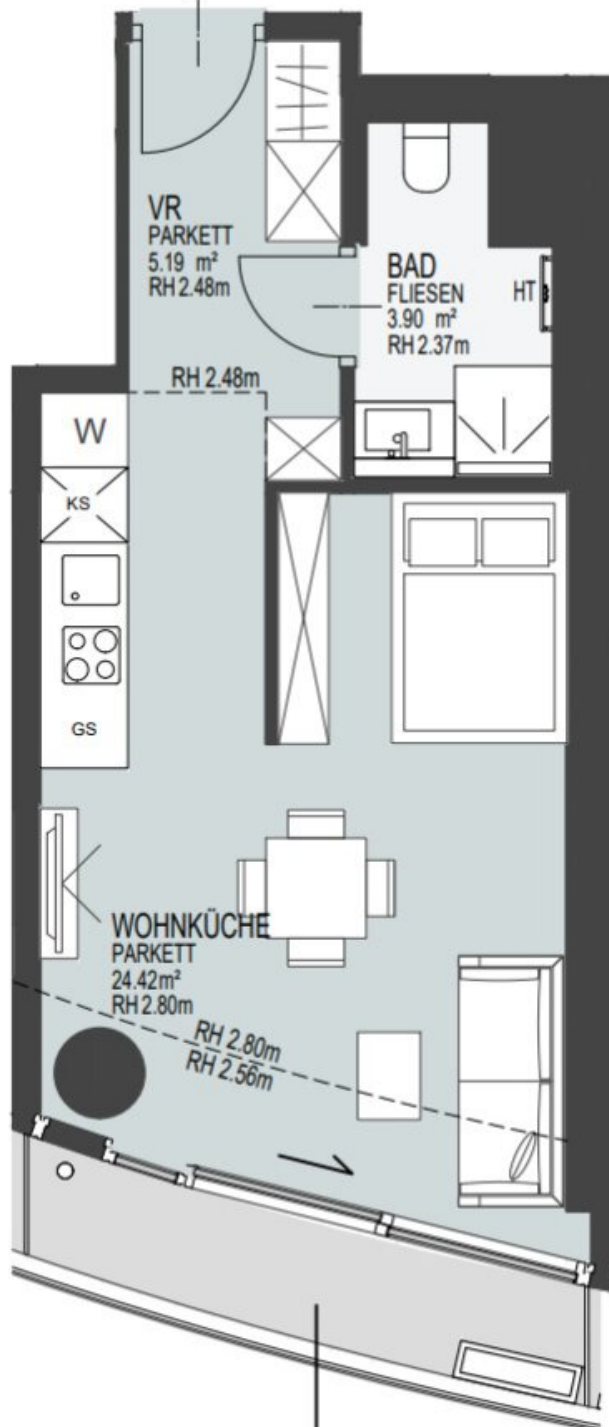 VR
PARKETT
5.19 m²
RH 2.48m
BAD
FLIESEN
3.90 m²
RH 2.37m
HT
RH 2.48m
W
KS
GS
WOHNKÜCHE
PARKETT
24.42m²
RH 2.80m
RH 2.80m
RH 2.56m